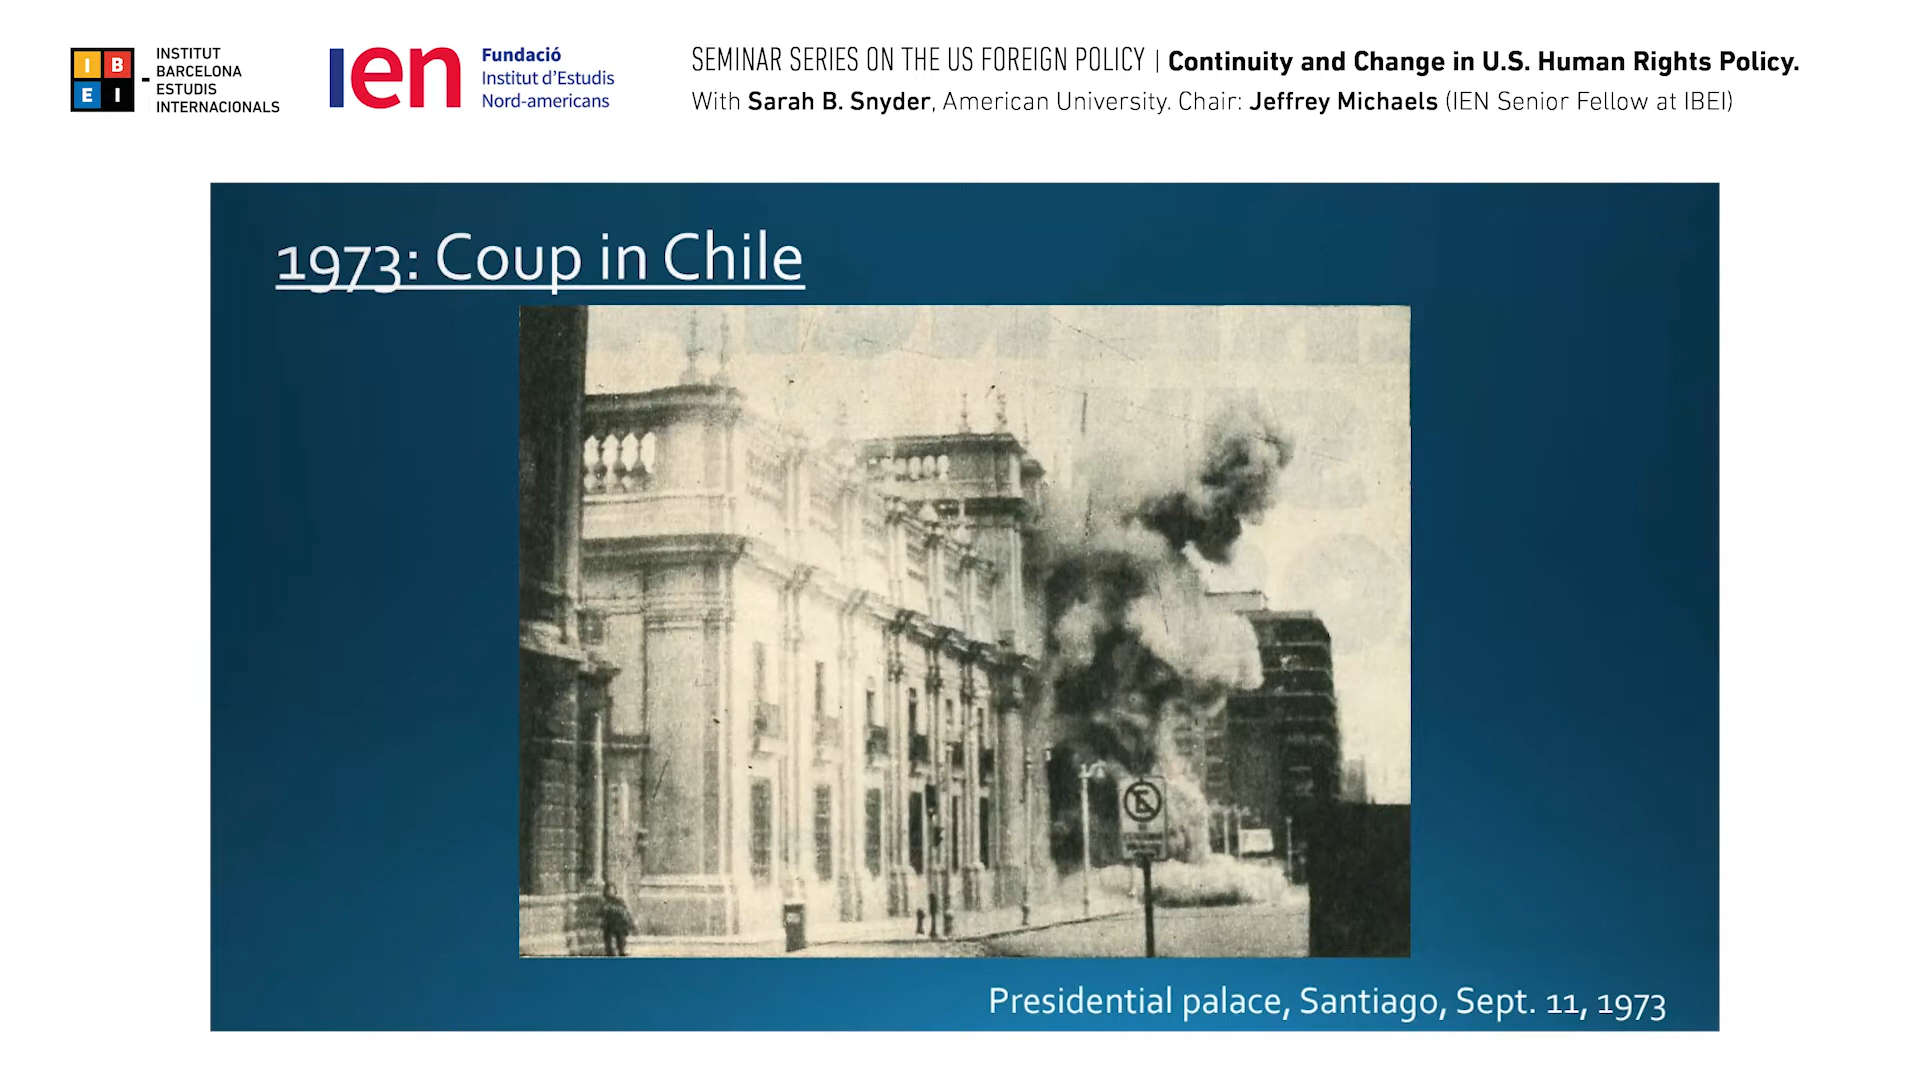 I B
E I
INSTITUT
BARCELONA
ESTUDIS
INTERNACIONALS
Ien
Fundació
Institut d'Estudis
Nord-americans
SEMINAR SERIES ON THE US FOREIGN POLICY | Continuity and Change in U.S. Human Rights Policy.
With Sarah B. Snyder, American University. Chair: Jeffrey Michaels (IEN Senior Fellow at IBEI)
1973: Coup in Chile
Presidential palace, Santiago, Sept. 11, 1973